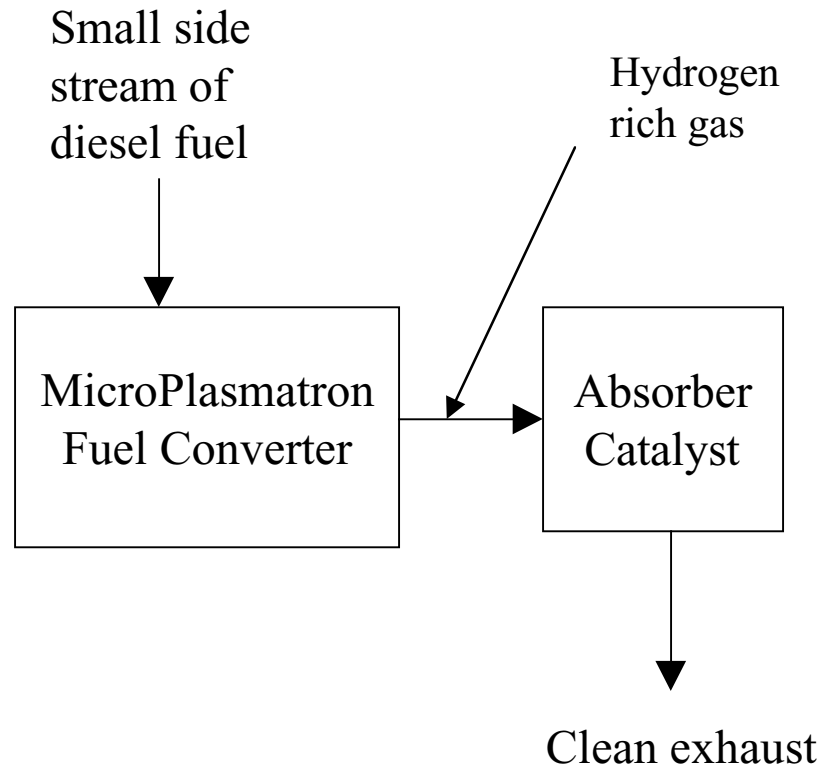 Small side
stream of
diesel fuel
Hydrogen
rich gas
MicroPlasmatron
Fuel Converter
Absorber
Catalyst
Clean exhaust